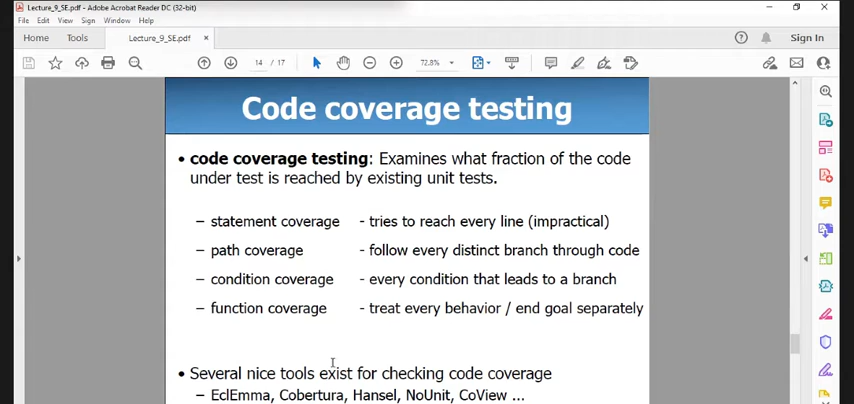 Lecture_9_SE.pdf - Adobe Acrobat Reader DC (32-bit)
File Edit View Sign Window Help
Home Tools Lecture_9_SE.pdf × Sign In
14 / 17 72.8%
Code coverage testing
• code coverage testing: Examines what fraction of the code
under test is reached by existing unit tests.
– statement coverage - tries to reach every line (impractical)
– path coverage - follow every distinct branch through code
– condition coverage - every condition that leads to a branch
– function coverage - treat every behavior / end goal separately
• Several nice tools exist for checking code coverage
– EclEmma, Cobertura, Hansel, NoUnit, CoView ...